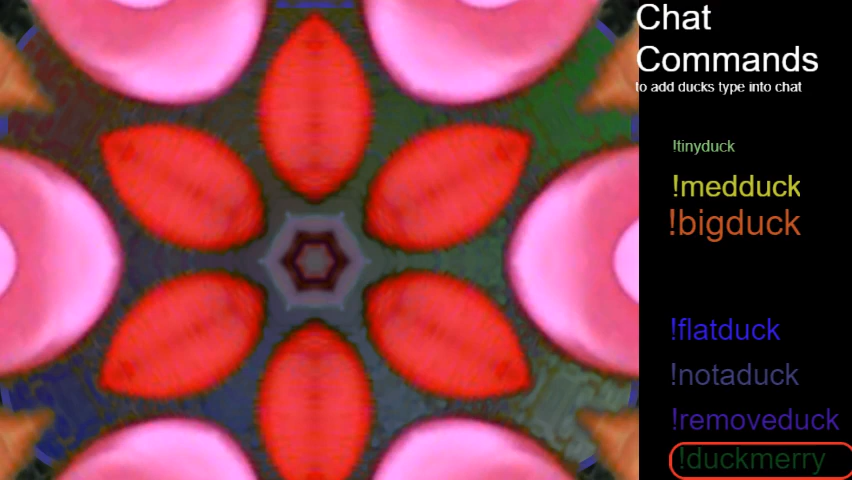 Chat
Commands
to add ducks type into chat
!tinyduck
!medduck
!bigduck
!flatduck
!notaduck
!removeduck
!duckmerry